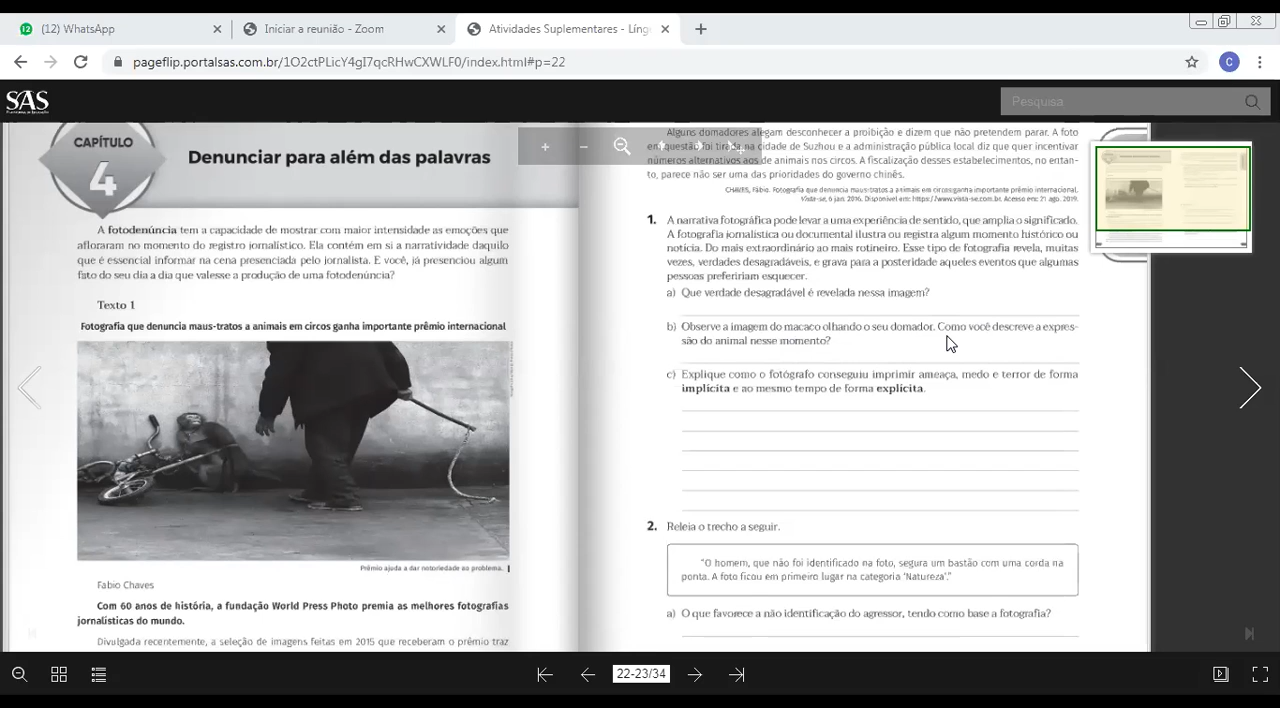 (12) WhatsApp
Iniciar a reunião - Zoom
Atividades Suplementares - Líng
pageflip.portalsas.com.br/1O2ctPLicY4gI7qcRHwCXWLF0/index.html#p=22
C
SAS
Pesquisa
CAPÍTULO
4
Denunciar para além das palavras
A fotodenúncia tem a capacidade de mostrar com maior intensidade as emoções que
afloraram no momento do registro jornalístico. Ela contém em si a narratividade daquilo
que é essencial informar na cena presenciada pelo jornalista. E você, já presenciou algum
fato do seu dia a dia que valesse a produção de uma fotodenúncia?
Texto 1
Fotografia que denuncia maus-tratos a animais em circos ganha importante prêmio internacional
Prêmio ajuda a dar notoriedade ao problema.
Fabio Chaves
Com 60 anos de história, a fundação World Press Photo premia as melhores fotografias
jornalísticas do mundo.
Divulgada recentemente, a seleção de imagens feitas em 2015 que receberam o prêmio traz
Alguns domadores alegam desconhecer a proibição e dizem que não pretendem parar. A foto
em questão foi tirada na cidade de Suzhou e a administração pública local diz que quer incentivar
números alternativos aos de animais nos circos. A fiscalização desses estabelecimentos, no entan-
to, parece não ser uma das prioridades do governo chinês.
CHAVES, Fábio. Fotografia que denuncia maus-tratos a animais em circos ganha importante prêmio internacional.
Vista-se, 6 jan. 2016. Disponível em: https://www.vista-se.com.br. Acesso em: 21 ago. 2019.
1. A narrativa fotográfica pode levar a uma experiência de sentido, que amplia o significado.
A fotografia jornalística ou documental ilustra ou registra algum momento histórico ou
notícia. Do mais extraordinário ao mais rotineiro. Esse tipo de fotografia revela, muitas
vezes, verdades desagradáveis, e grava para a posteridade aqueles eventos que algumas
pessoas prefeririam esquecer.
a) Que verdade desagradável é revelada nessa imagem?
b) Observe a imagem do macaco olhando o seu domador. Como você descreve a expres-
são do animal nesse momento?
c) Explique como o fotógrafo conseguiu imprimir ameaça, medo e terror de forma
implícita e ao mesmo tempo de forma explícita.
2. Releia o trecho a seguir.
"O homem, que não foi identificado na foto, segura um bastão com uma corda na
ponta. A foto ficou em primeiro lugar na categoria 'Natureza'."
a) O que favorece a não identificação do agressor, tendo como base a fotografia?
22-23/34